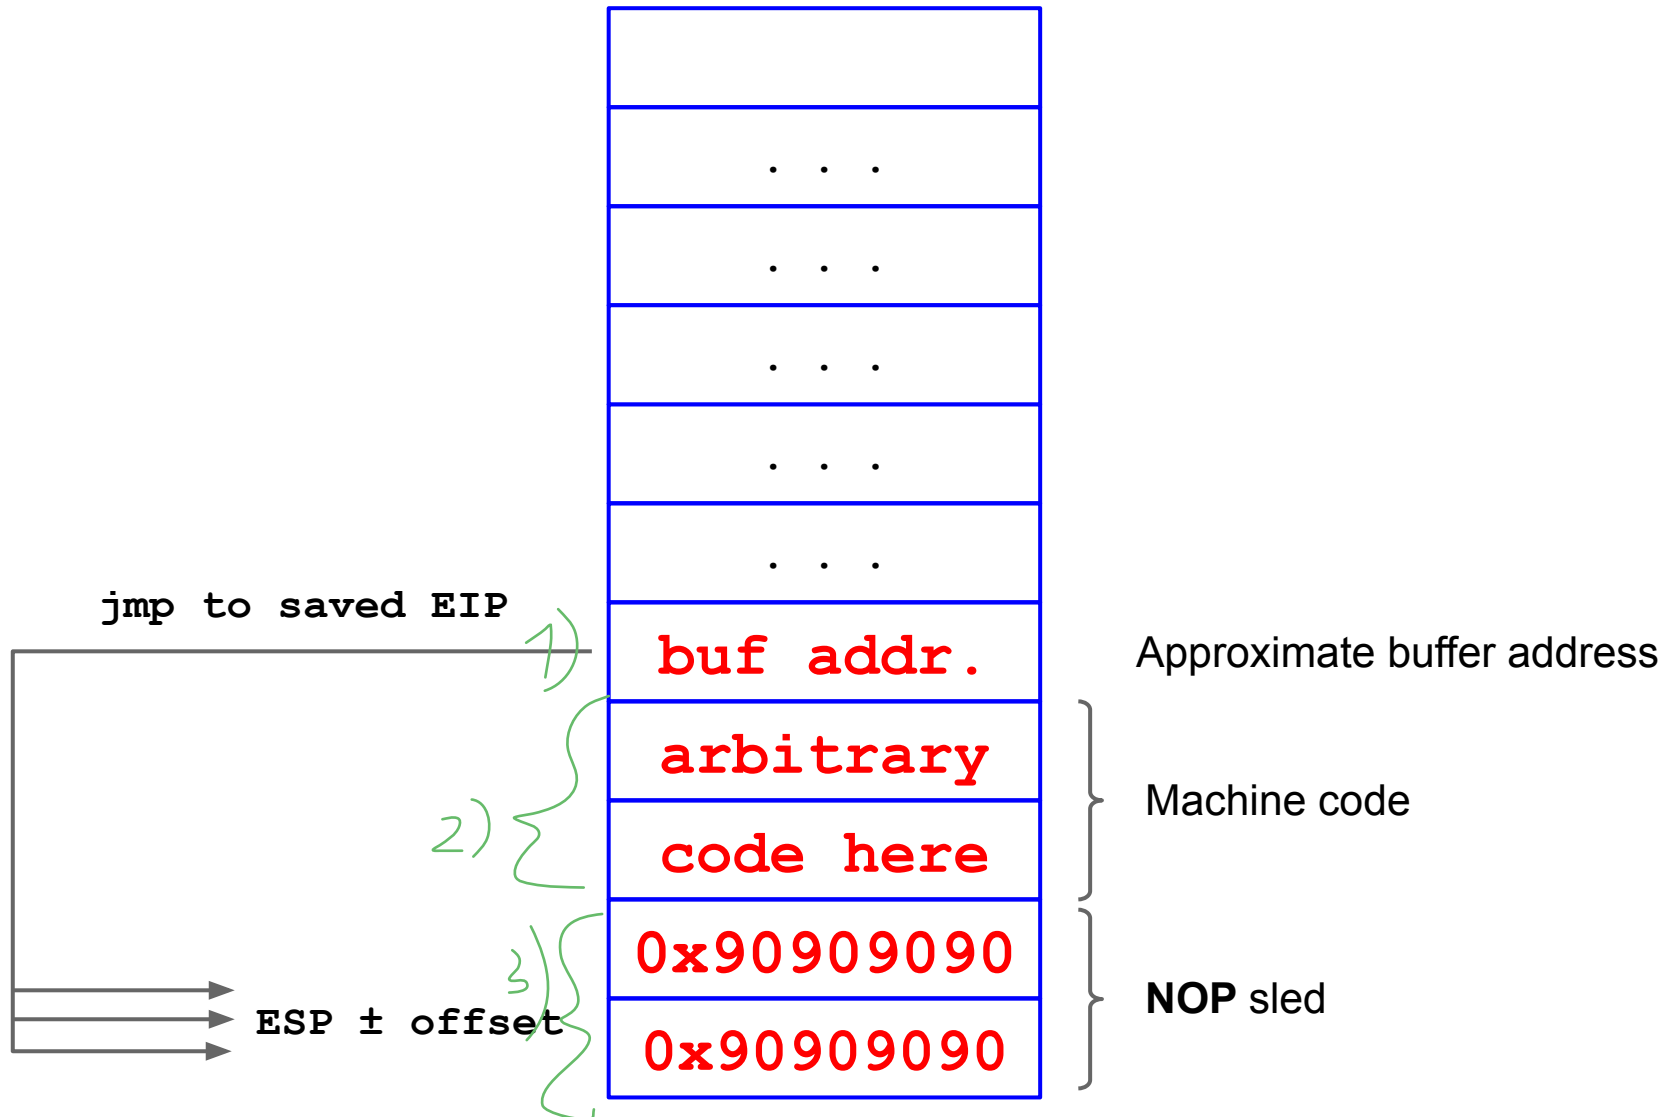 . . .
. . .
. . .
. . .
. . .
jmp to saved EIP
1)
buf addr.
Approximate buffer address
arbitrary
Machine code
2)
code here
0x90909090
3)
NOP sled
ESP ± offset
0x90909090